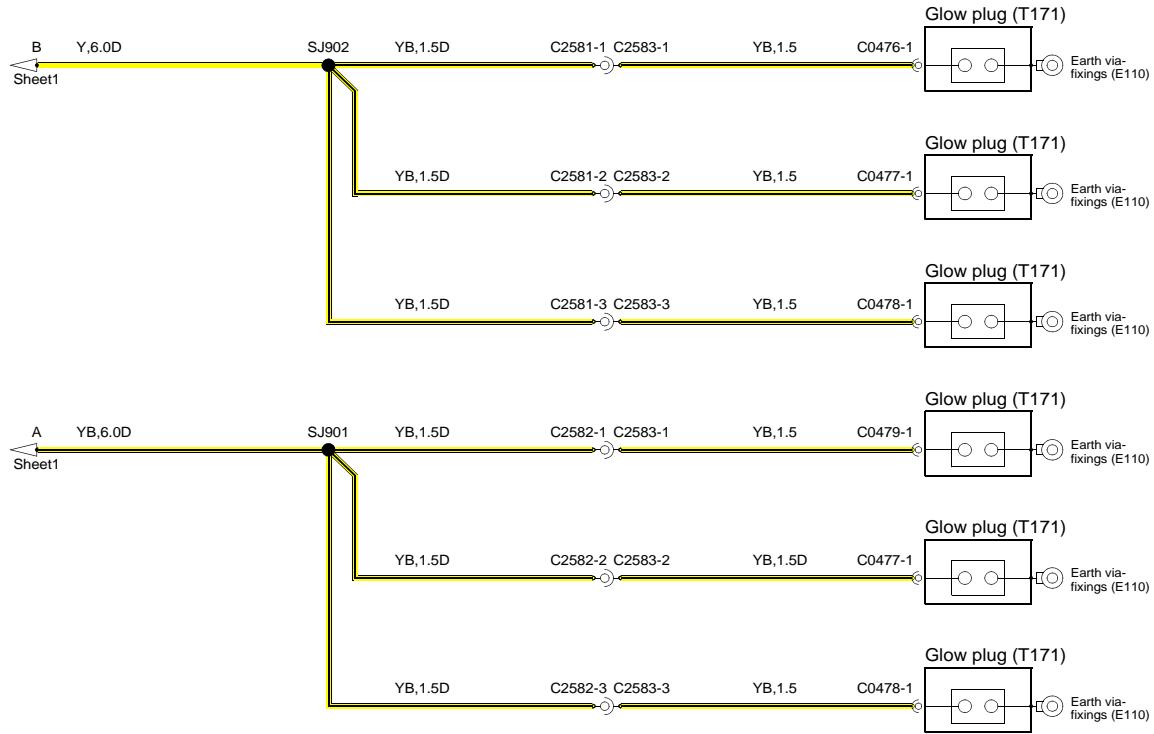 Glow plug (T171)
B Y,6.0D SJ902 YB,1.5D C2581-1 C2583-1 YB,1.5 C0476-1
Sheet1
Earth via-
fixings (E110)
Glow plug (T171)
YB,1.5D C2581-2 C2583-2 YB,1.5 C0477-1
Earth via-
fixings (E110)
Glow plug (T171)
YB,1.5D C2581-3 C2583-3 YB,1.5 C0478-1
Earth via-
fixings (E110)
Glow plug (T171)
A YB,6.0D SJ901 YB,1.5D C2582-1 C2583-1 YB,1.5 C0479-1
Sheet1
Earth via-
fixings (E110)
Glow plug (T171)
YB,1.5D C2582-2 C2583-2 YB,1.5D C0477-1
Earth via-
fixings (E110)
Glow plug (T171)
YB,1.5D C2582-3 C2583-3 YB,1.5 C0478-1
Earth via-
fixings (E110)